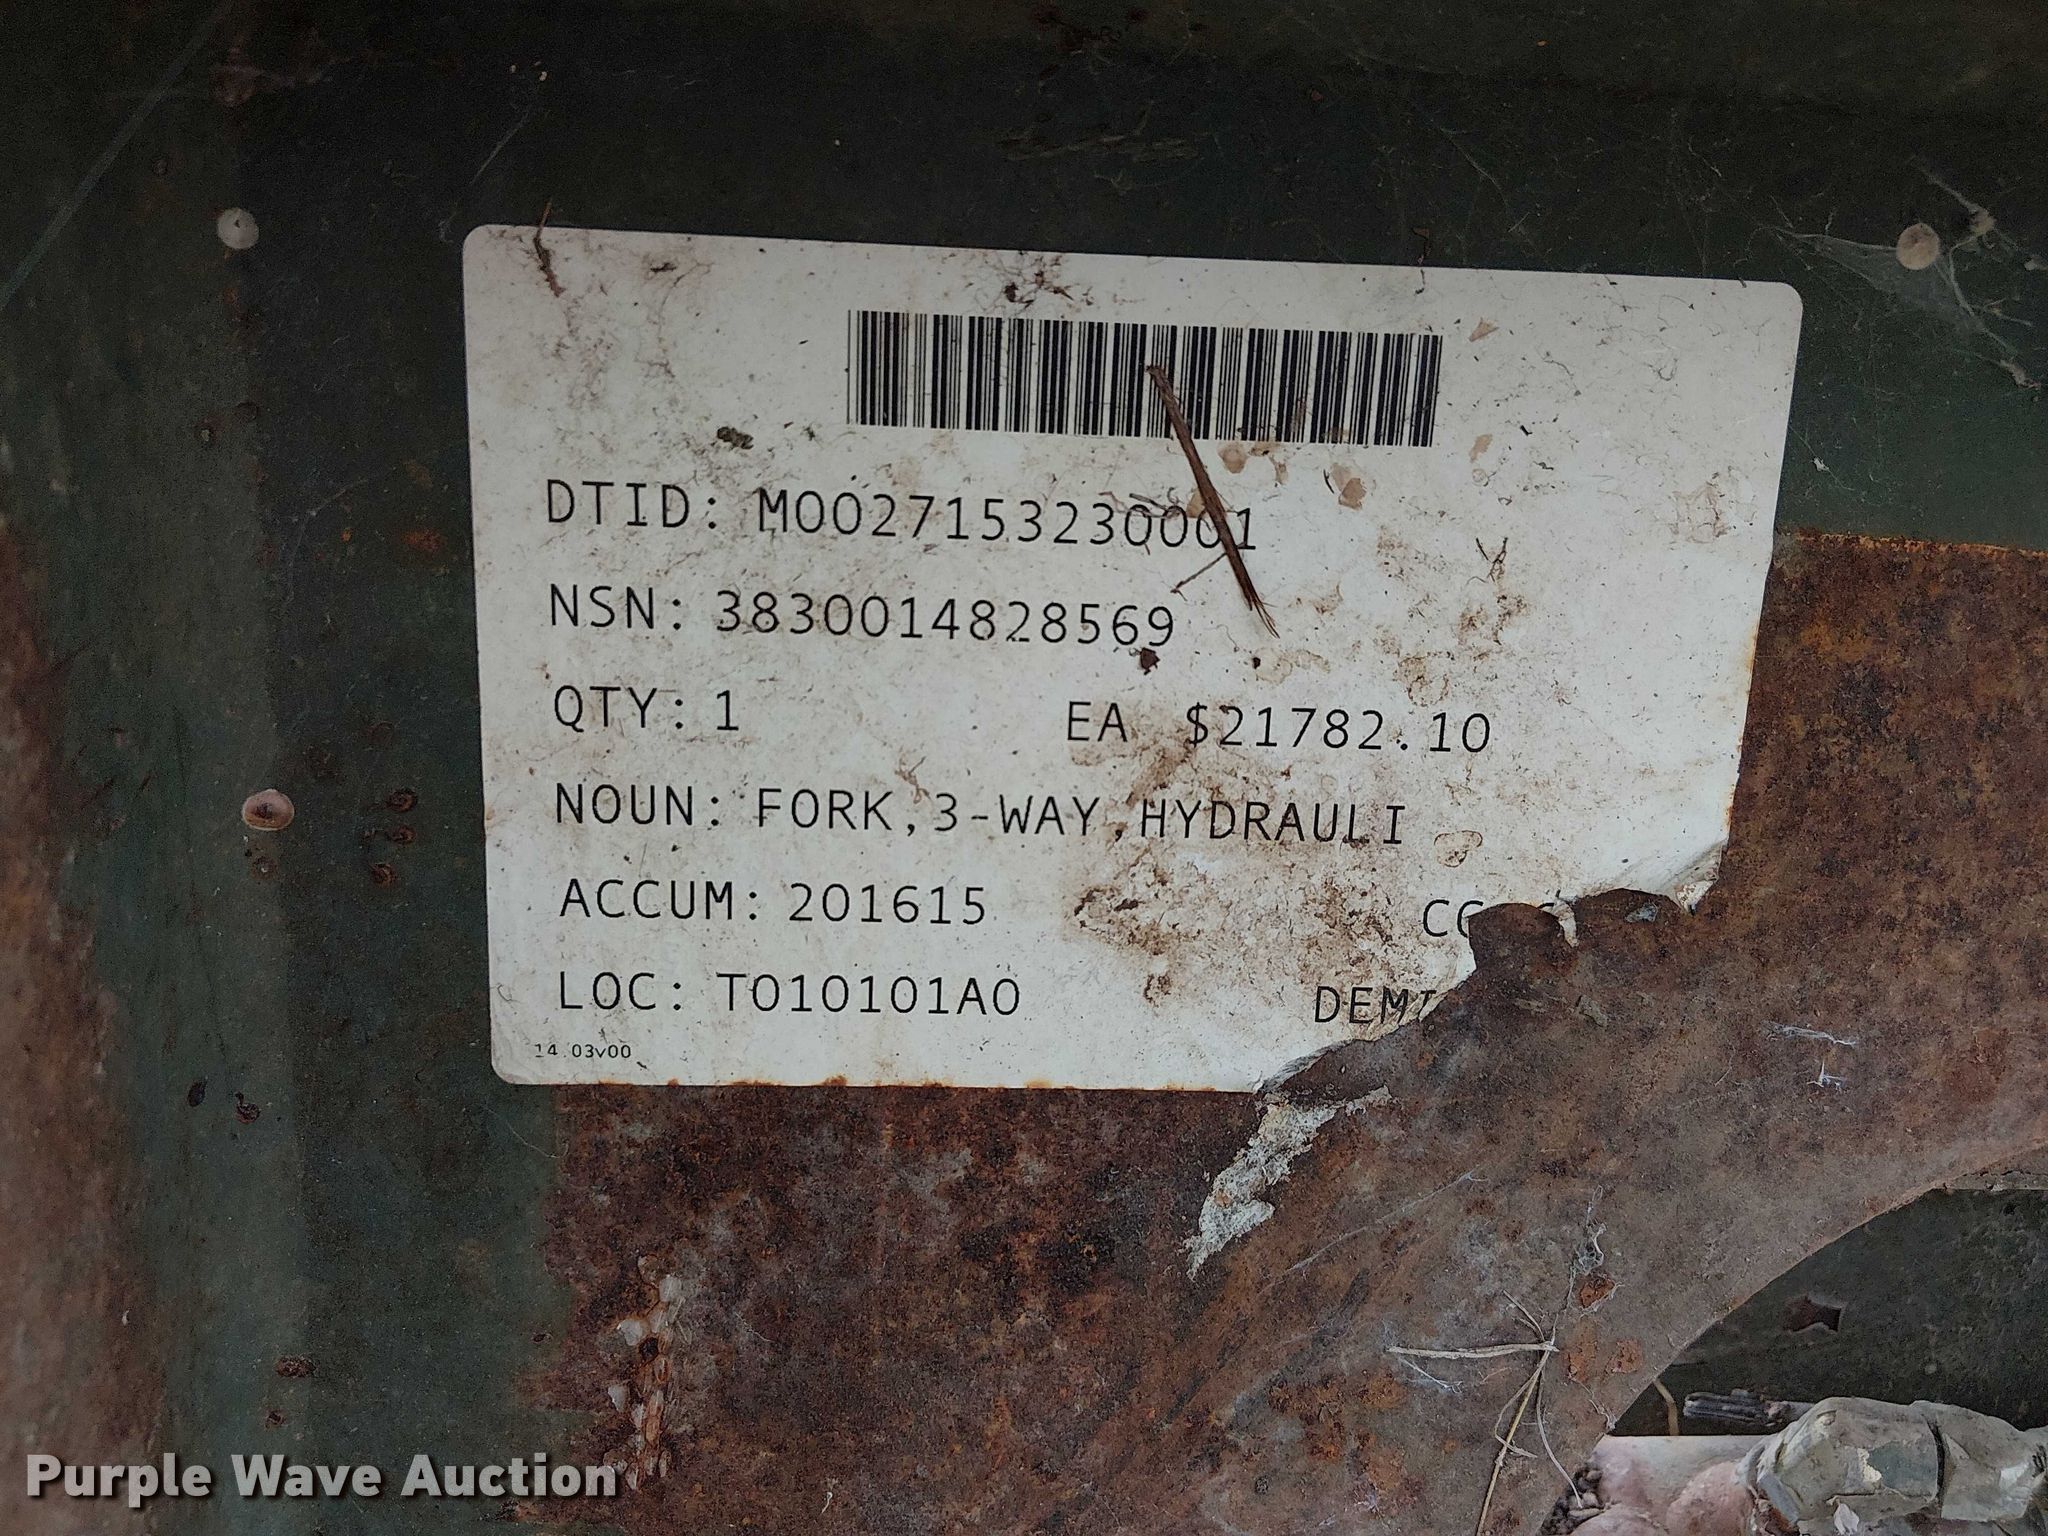 DTID: M0027153230001
NSN: 3830014828569
QTY: 1 EA $21782.10
NOUN: FORK,3-WAY,HYDRAULI
ACCUM: 201615
LOC: T010101A0
14.03v00
Purple Wave Auction